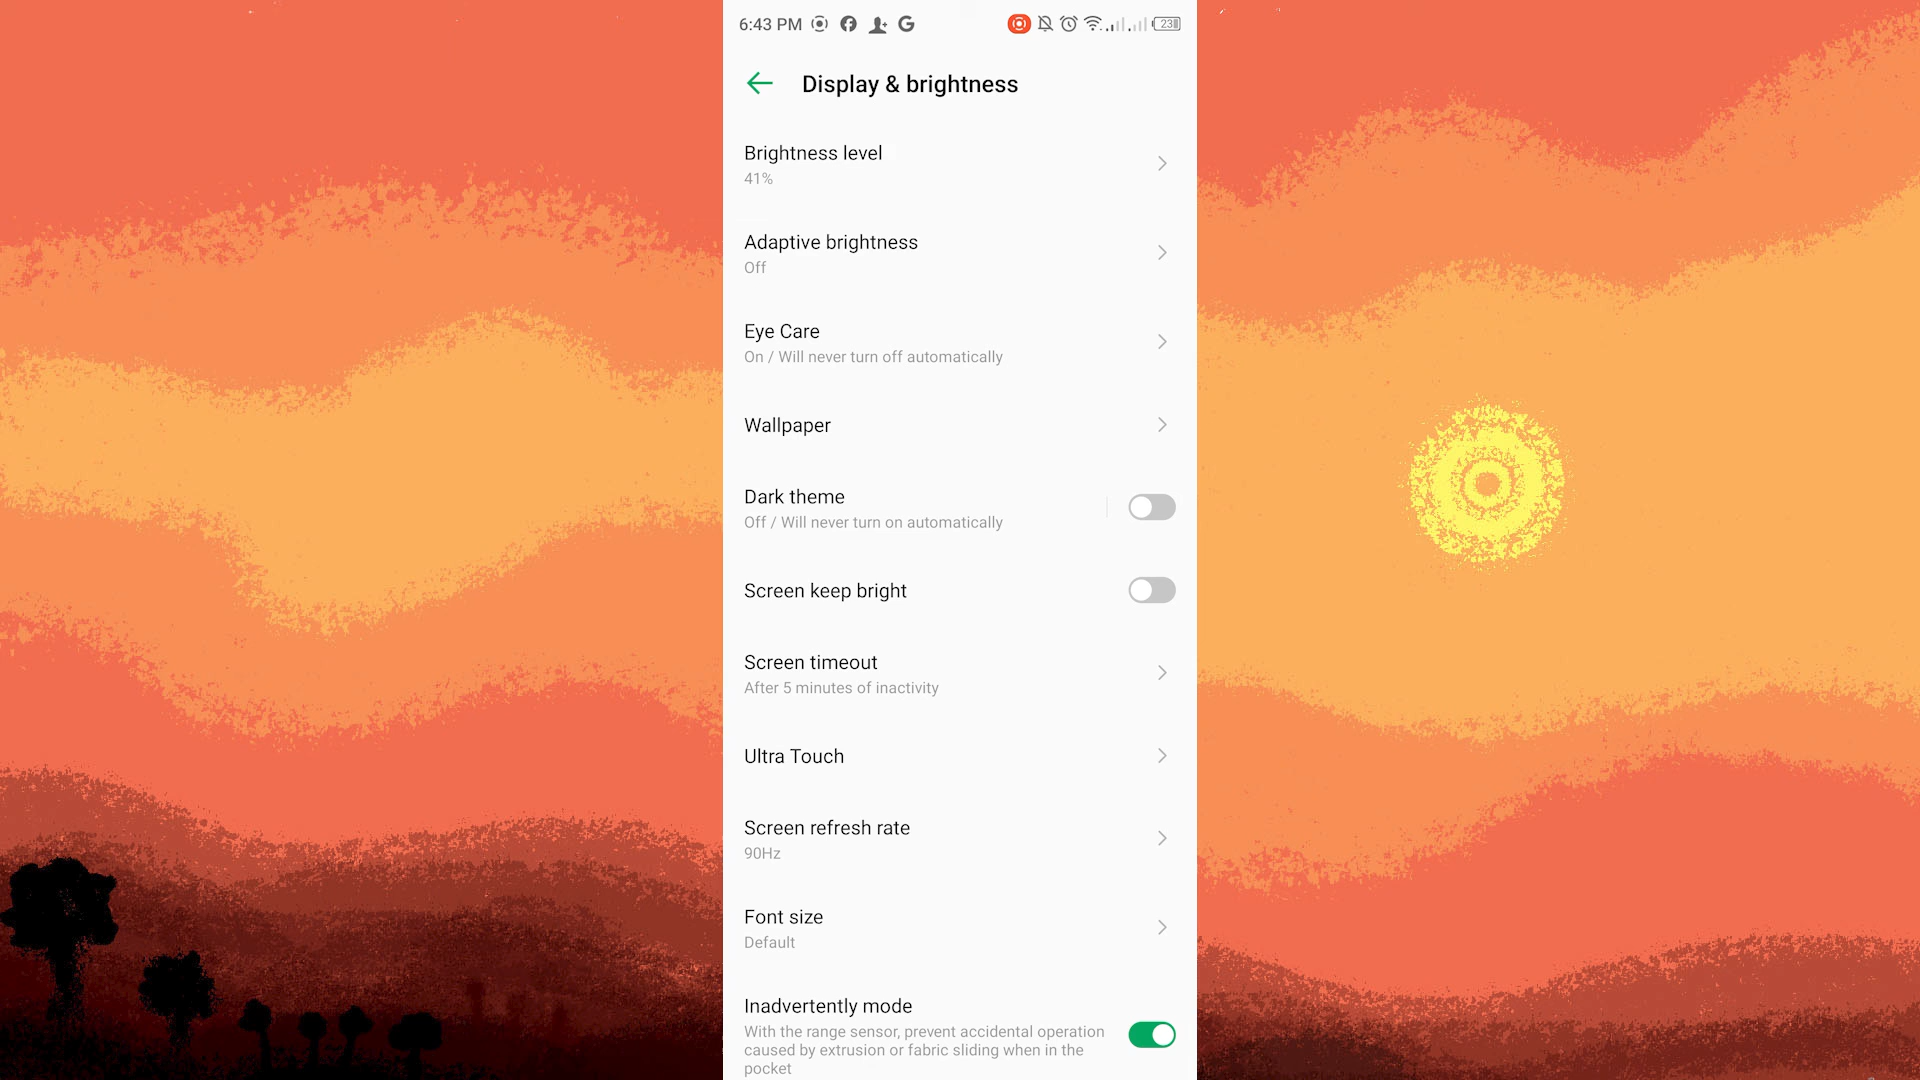 6:43 PM
23
Display & brightness
Brightness level
41%
Adaptive brightness
Off
Eye Care
On / Will never turn off automatically
Wallpaper
Dark theme
Off / Will never turn on automatically
Screen keep bright
Screen timeout
After 5 minutes of inactivity
Ultra Touch
Screen refresh rate
90Hz
Font size
Default
Inadvertently mode
With the range sensor, prevent accidental operation
caused by extrusion or fabric sliding when in the
pocket